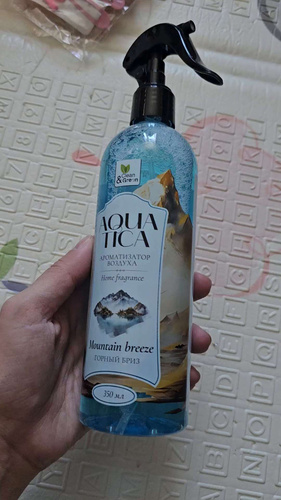 Clean
&Green
AQUA
TICA
АРОМАТИЗАТОР
ВОЗДУХА
Home fragrance
Mountain breeze
ГОРНЫЙ БРИЗ
350 мл